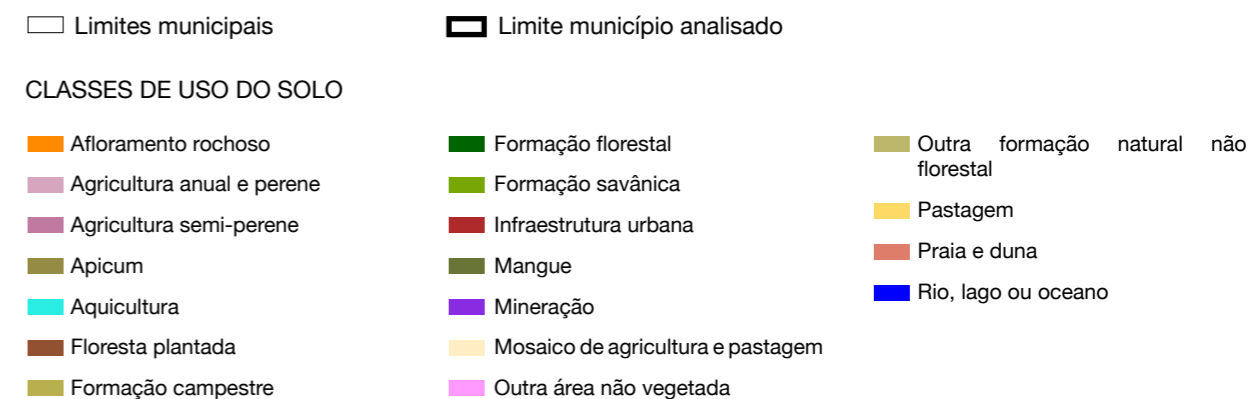 Limites municipais
Limite município analisado
CLASSES DE USO DO SOLO
Afloramento rochoso
Agricultura anual e perene
Agricultura semi-perene
Apicum
Aquicultura
Floresta plantada
Formação campestre
Formação florestal
Formação savânica
Infraestrutura urbana
Mangue
Mineração
Mosaico de agricultura e pastagem
Outra área não vegetada
Outra formação natural não
florestal
Pastagem
Praia e duna
Rio, lago ou oceano